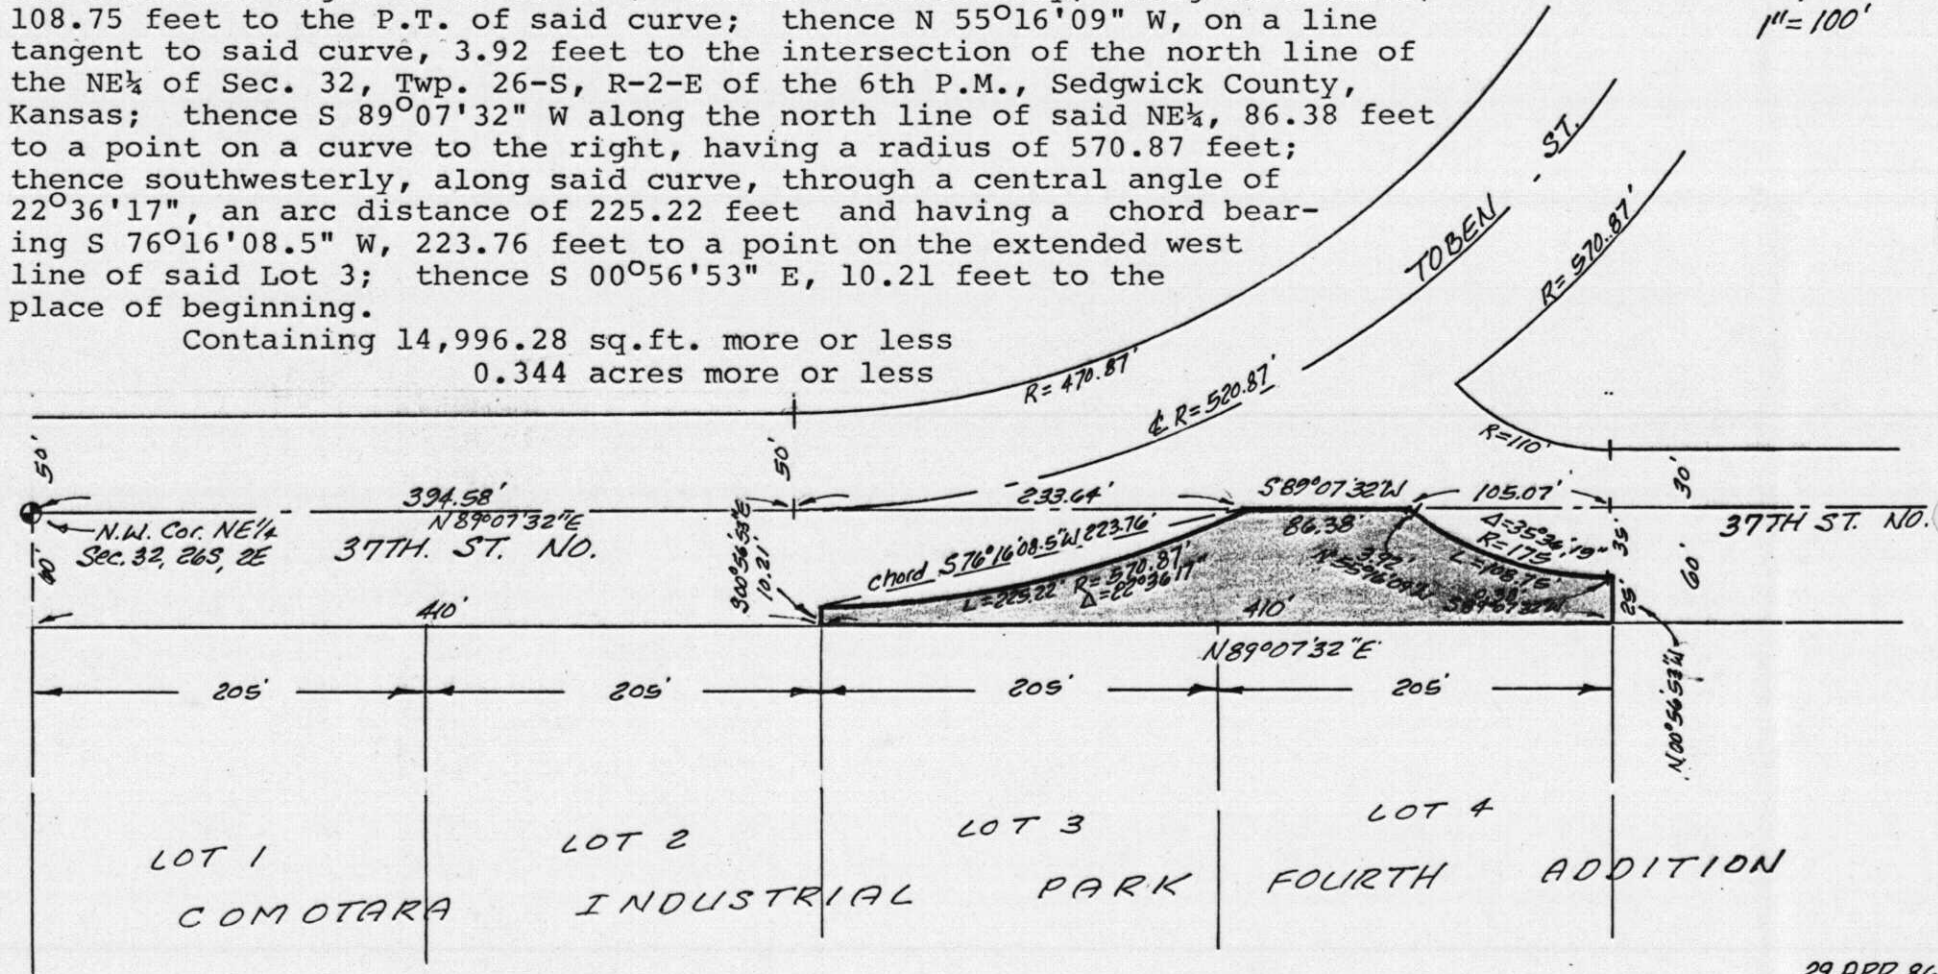 108.75 feet to the P.T. of said curve; thence N 55°16'09" W, on a line
tangent to said curve, 3.92 feet to the intersection of the north line of
the NE¼ of Sec. 32, Twp. 26-S, R-2-E of the 6th P.M., Sedgwick County,
Kansas; thence S 89°07'32" W along the north line of said NE¼, 86.38 feet
to a point on a curve to the right, having a radius of 570.87 feet;
thence southwesterly, along said curve, through a central angle of
22°36'17", an arc distance of 225.22 feet and having a chord bear-
ing S 76°16'08.5" W, 223.76 feet to a point on the extended west
line of said Lot 3; thence S 00°56'53" E, 10.21 feet to the
place of beginning.
Containing 14,996.28 sq.ft. more or less
0.344 acres more or less
1"=100'
TOBEN ST.
R=570.87'
R=470.87'
℄ R=520.87'
R=110'
50'
50'
30'
394.58'
N89°07'32"E
233.64'
S89°07'32"W
105.07'
37TH ST. NO.
N.W. Cor. NE¼
Sec. 32, 26S, 2E
37TH. ST. NO.
60'
S00°56'53"E
10.21'
chord S76°16'08.5"W 223.76'
86.38'
Δ=35°36'19"
R=175'
L=108.75'
35'
60'
3.92'
N55°16'09"W
R=570.87'
L=225.22'
Δ=22°36'17"
0.38'
S89°07'32"W
25'
410'
410'
N89°07'32"E
N00°56'53"W
205'
205'
205'
205'
LOT 1
LOT 2
LOT 3
LOT 4
COMOTARA INDUSTRIAL PARK FOURTH ADDITION